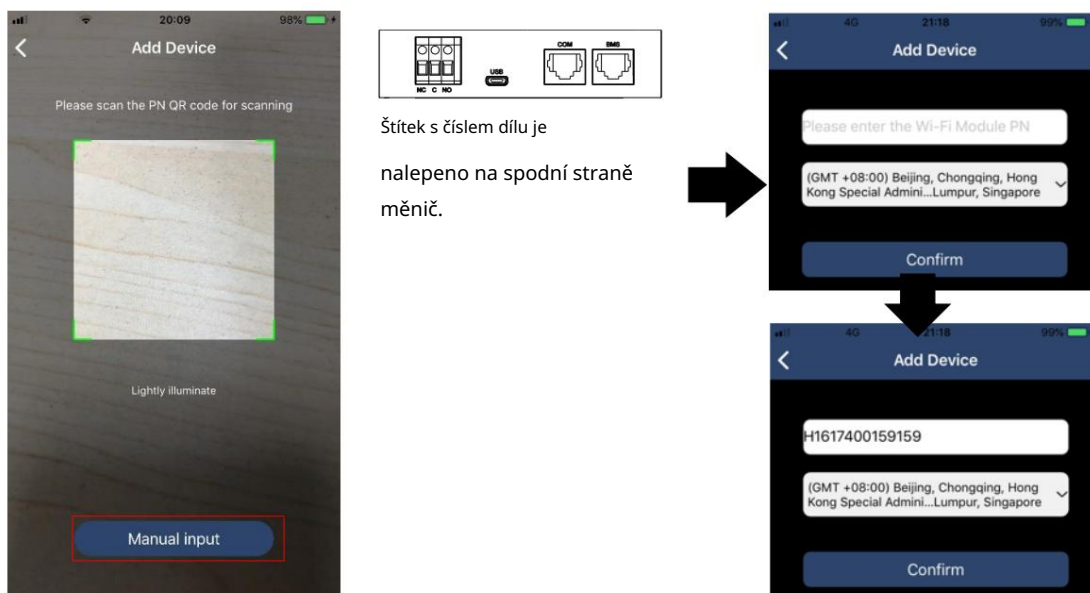 20:09
98%
Add Device
Please scan the PN QR code for scanning
Lightly illuminate
Manual input
NC C NO
USB
COM
BMS
Štítek s číslem dílu je
nalepeno na spodní straně
měnič.
4G
21:18
99%
Add Device
Please enter the Wi-Fi Module PN
(GMT +08:00) Beijing, Chongqing, Hong
Kong Special Admini...Lumpur, Singapore
Confirm
4G
21:18
99%
Add Device
H1617400159159
(GMT +08:00) Beijing, Chongqing, Hong
Kong Special Admini...Lumpur, Singapore
Confirm